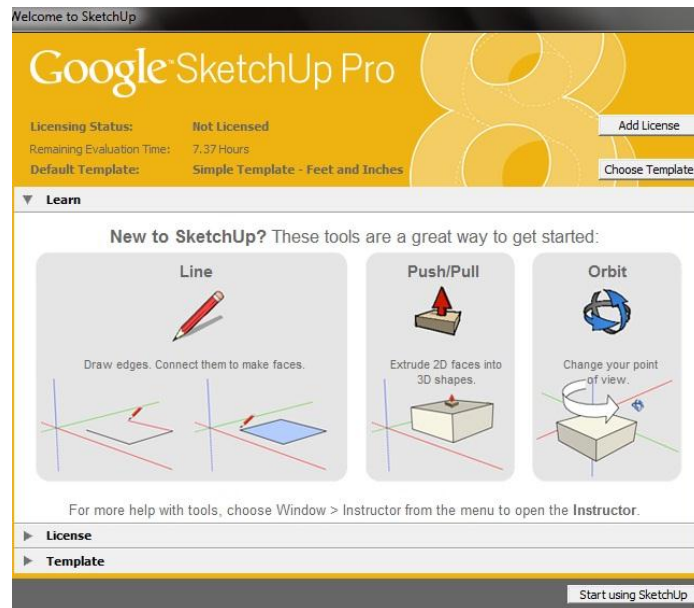 Welcome to SketchUp
Google SketchUp Pro
Licensing Status: Not Licensed
Add License
Remaining Evaluation Time: 7.37 Hours
Default Template: Simple Template - Feet and Inches
Choose Template
Learn
New to SketchUp? These tools are a great way to get started:
Line
Push/Pull
Orbit
Draw edges. Connect them to make faces.
Extrude 2D faces into
3D shapes.
Change your point
of view.
For more help with tools, choose Window > Instructor from the menu to open the Instructor.
License
Template
Start using SketchUp